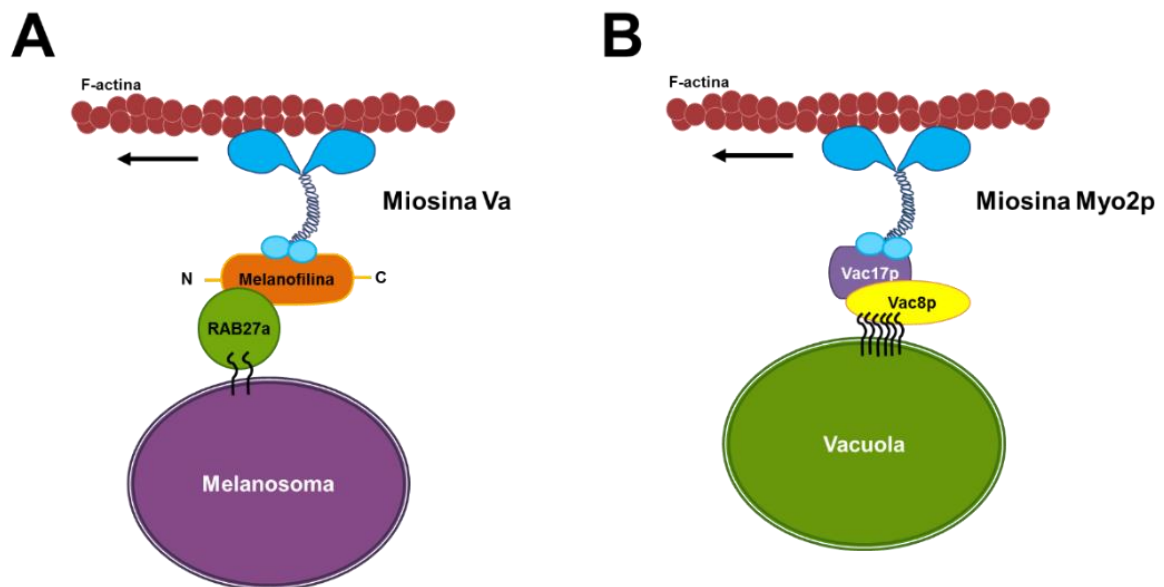 A
F-actina
Miosina Va
N
Melanofilina
C
RAB27a
Melanosoma
B
F-actina
Miosina Myo2p
Vac17p
Vac8p
Vacuola